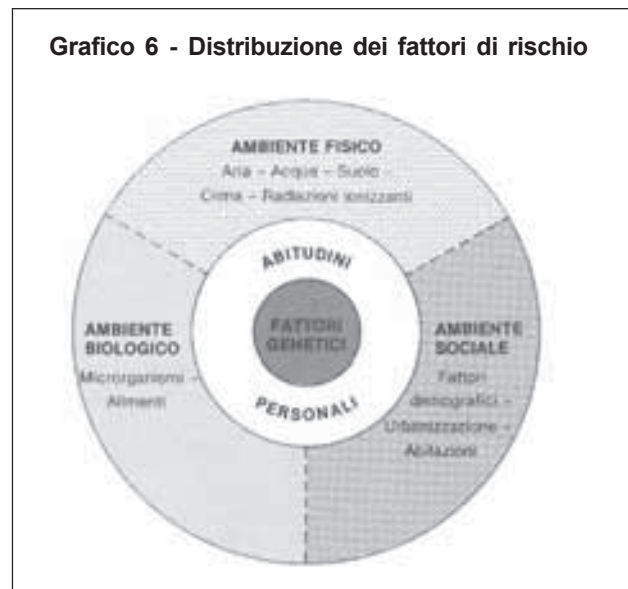 Grafico 6 - Distribuzione dei fattori di rischio
AMBIENTE FISICO
Aria – Acqua – Suolo
Clima – Radiazioni ionizzanti
ABITUDINI
FATTORI
GENETICI
PERSONALI
AMBIENTE
BIOLOGICO
Microrganismi –
Alimenti
AMBIENTE
SOCIALE
Fattori
demografici –
Urbanizzazione –
Abitazioni